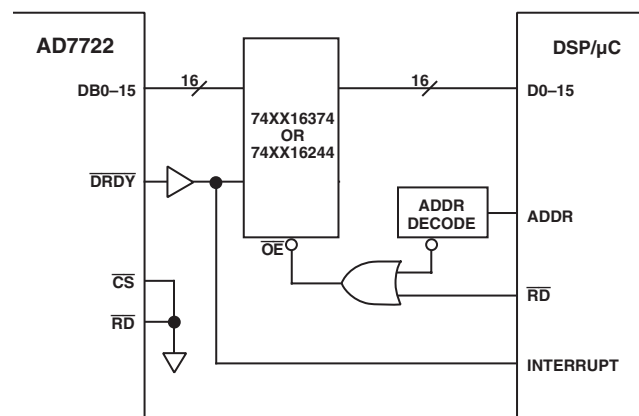 AD7722
DSP/µC
DB0–15
16
74XX16374
OR
74XX16244
16
D0–15
DRDY
ADDR
DECODE
ADDR
OE
CS
RD
RD
INTERRUPT